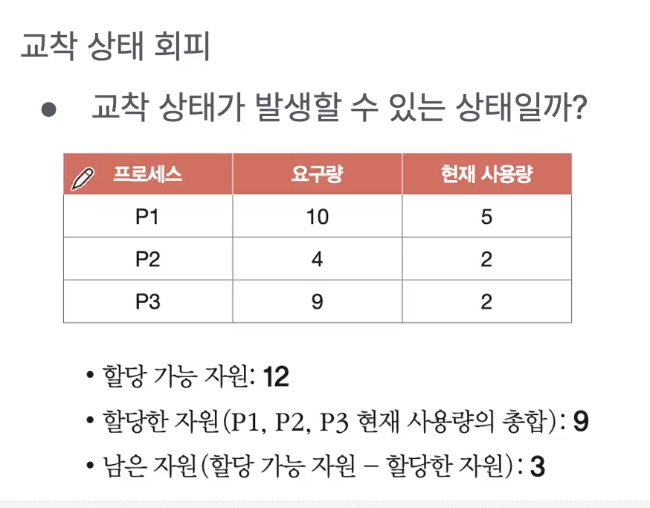 교착 상태 회피
● 교착 상태가 발생할 수 있는 상태일까?
프로세스 요구량 현재 사용량
P1 10 5
P2 4 2
P3 9 2
• 할당 가능 자원: 12
• 할당한 자원(P1, P2, P3 현재 사용량의 총합): 9
• 남은 자원(할당 가능 자원 – 할당한 자원): 3